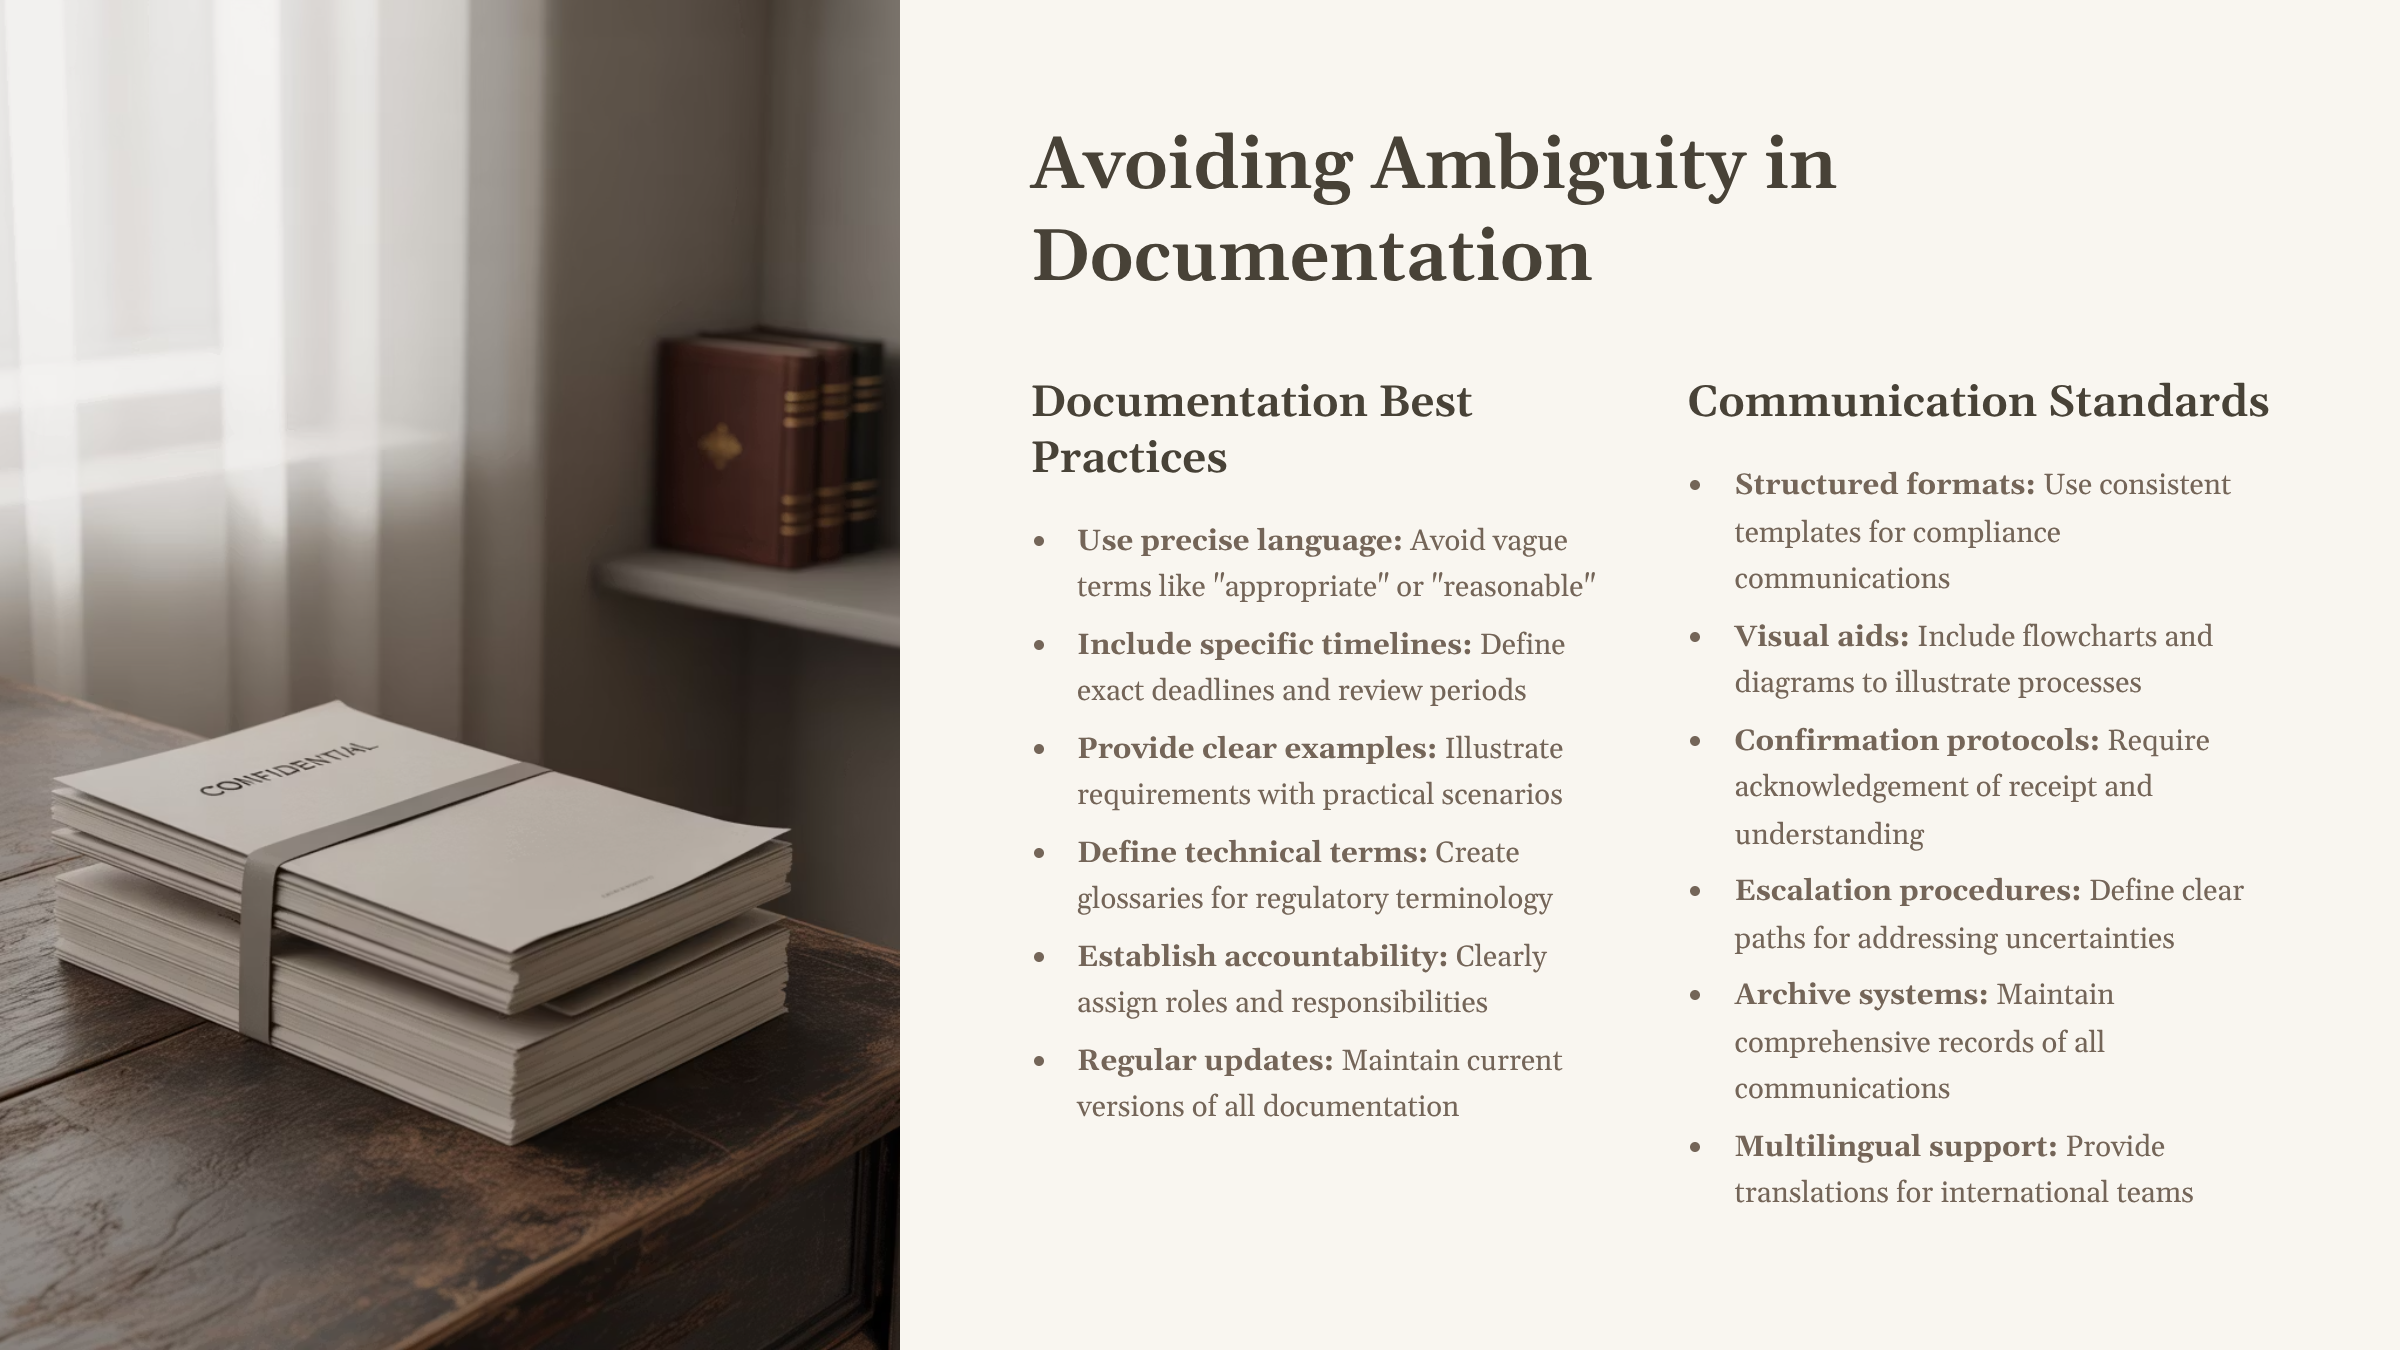 Avoiding Ambiguity in
Documentation
Documentation Best
Practices
• Use precise language: Avoid vague
terms like "appropriate" or "reasonable"
• Include specific timelines: Define
exact deadlines and review periods
• Provide clear examples: Illustrate
requirements with practical scenarios
• Define technical terms: Create
glossaries for regulatory terminology
• Establish accountability: Clearly
assign roles and responsibilities
• Regular updates: Maintain current
versions of all documentation
Communication Standards
• Structured formats: Use consistent
templates for compliance
communications
• Visual aids: Include flowcharts and
diagrams to illustrate processes
• Confirmation protocols: Require
acknowledgement of receipt and
understanding
• Escalation procedures: Define clear
paths for addressing uncertainties
• Archive systems: Maintain
comprehensive records of all
communications
• Multilingual support: Provide
translations for international teams
CONFIDENTIAL